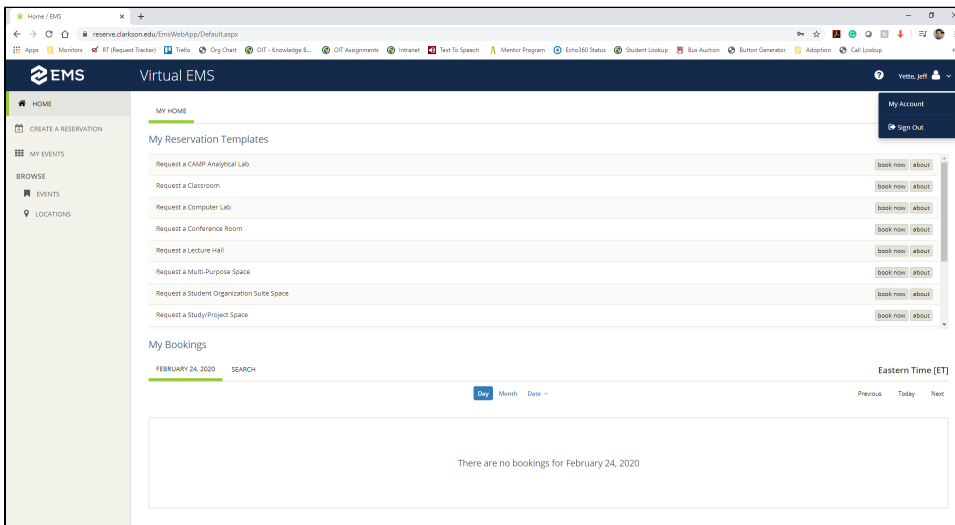 Home / EMS
reserve.clarkson.edu/EmsWebApp/Default.aspx
Apps Monitors RT (Request Tracker) Trello Org Chart OIT - Knowledge B... OIT Assignments Intranet Text To Speech Mentor Program Echo360 Status Student Lookup Bus Auction Button Generator Adoption Call Lookup
EMS Virtual EMS Yette, Jeff
My Account
Sign Out
HOME
CREATE A RESERVATION
MY EVENTS
BROWSE
EVENTS
LOCATIONS
MY HOME
My Reservation Templates
Request a CAMP Analytical Lab book now about
Request a Classroom book now about
Request a Computer Lab book now about
Request a Conference Room book now about
Request a Lecture Hall book now about
Request a Multi-Purpose Space book now about
Request a Student Organization Suite Space book now about
Request a Study/Project Space book now about
My Bookings
FEBRUARY 24, 2020 SEARCH Eastern Time [ET]
Day Month Date Previous Today Next
There are no bookings for February 24, 2020